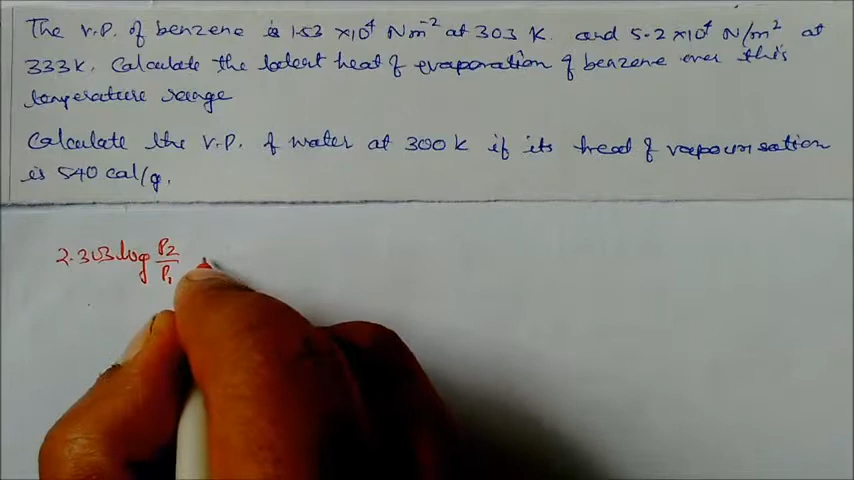 The V.P. of benzene is 1.53 ×10⁴ Nm⁻² at 303 K. and 5.2 ×10⁴ N/m² at
333K. Calculate the latent heat of evaporation of benzene over this
temperature range
Calculate the V.P. of water at 300 K if its heat of vapourisation
is 540 cal/g.
2.303 log P₂/P₁